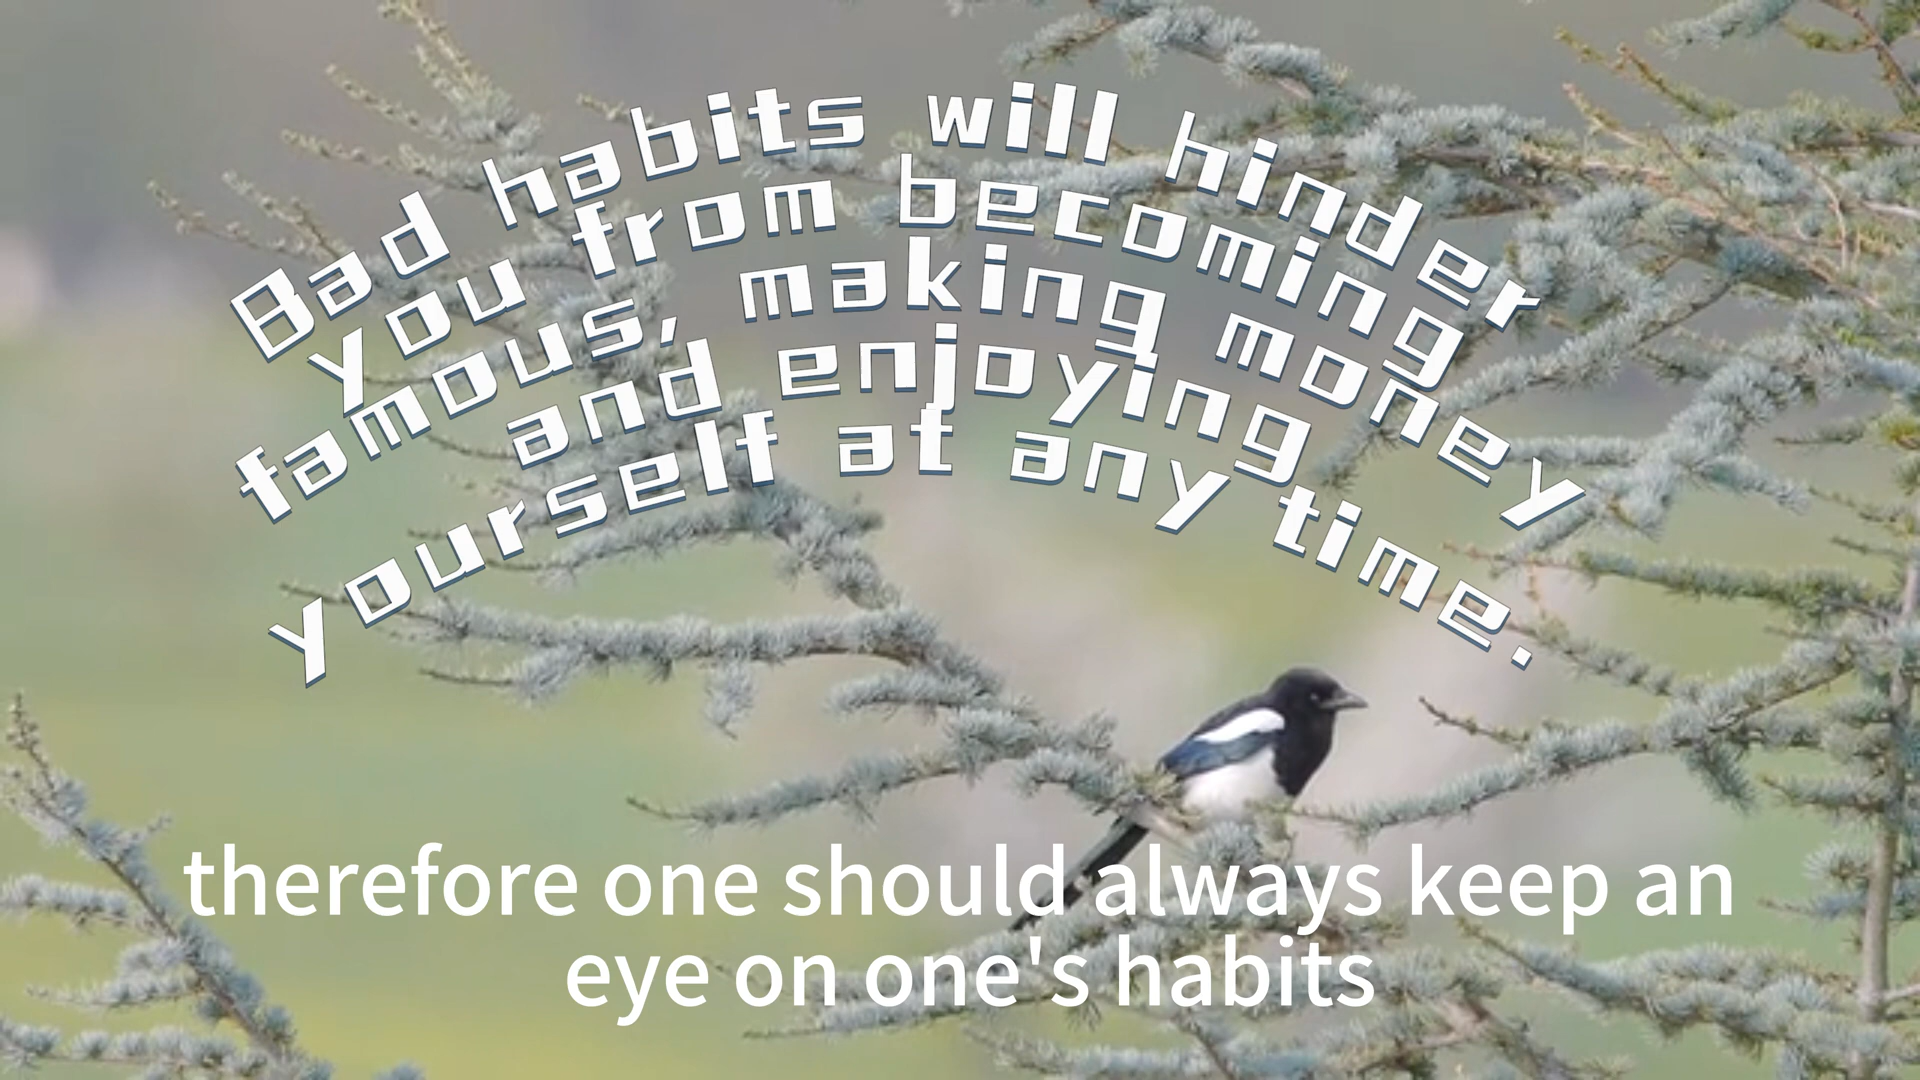 Bad habits will hinder
you from becoming
famous, making money
and enjoying
yourself at any time.
therefore one should always keep an
eye on one's habits